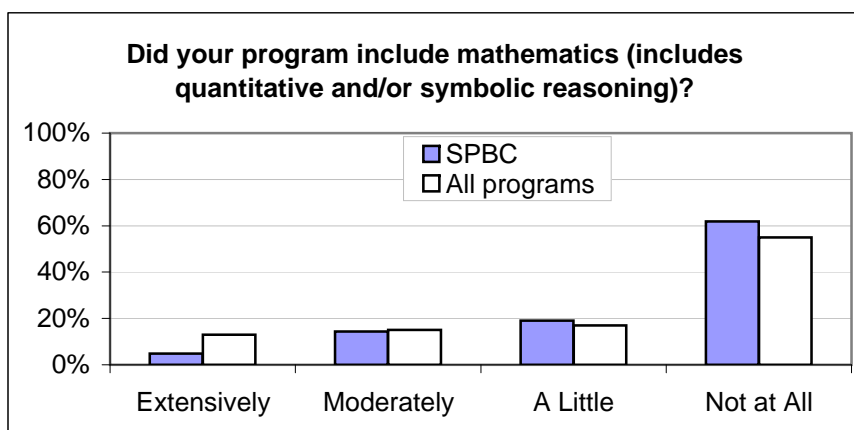 Did your program include mathematics (includes
quantitative and/or symbolic reasoning)?
100%
80%
60%
40%
20%
0%
SPBC
All programs
Extensively
Moderately
A Little
Not at All